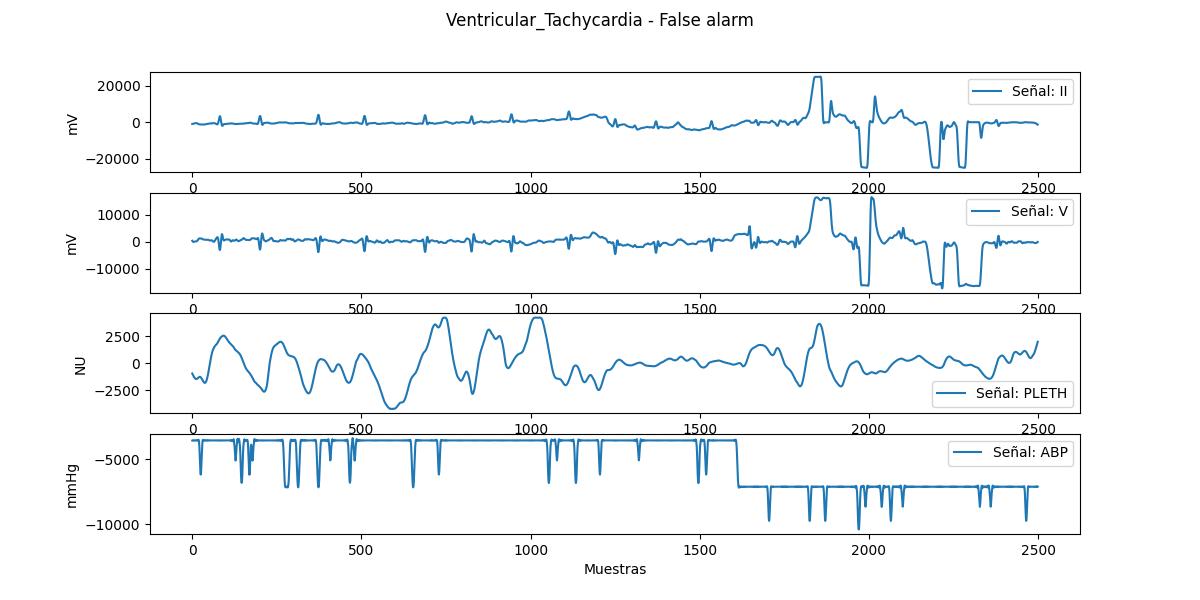 Ventricular_Tachycardia - False alarm
20000
0
−20000
mV
Señal: II
0 500 1000 1500 2000 2500
10000
0
−10000
mV
Señal: V
0 500 1000 1500 2000 2500
2500
0
−2500
NU
Señal: PLETH
0 500 1000 1500 2000 2500
−5000
−10000
mmHg
Señal: ABP
0 500 1000 1500 2000 2500
Muestras